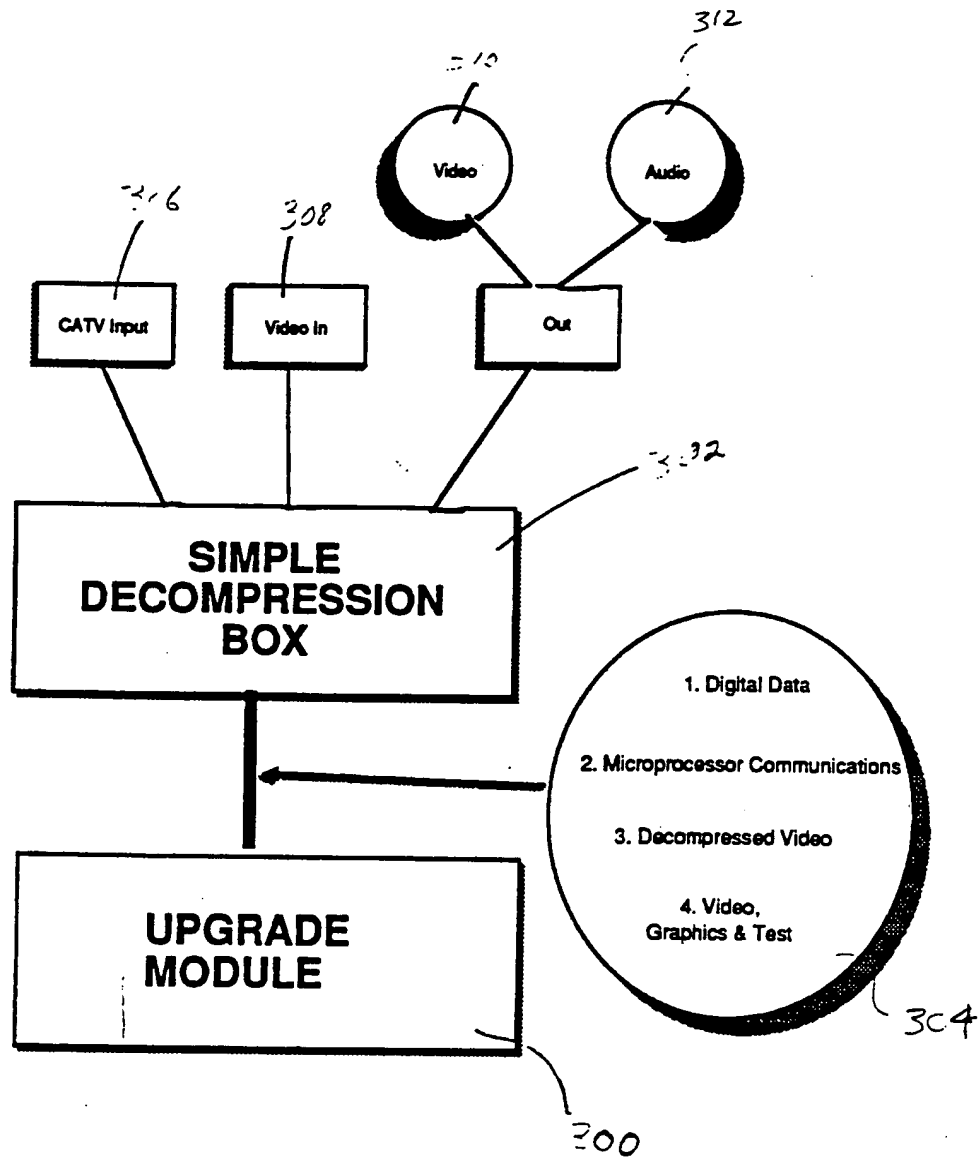 312
Video
Audio
308
CATV Input
Video In
Out
SIMPLE
DECOMPRESSION
BOX
1. Digital Data
2. Microprocessor Communications
3. Decompressed Video
4. Video,
Graphics & Test
UPGRADE
MODULE
304
300